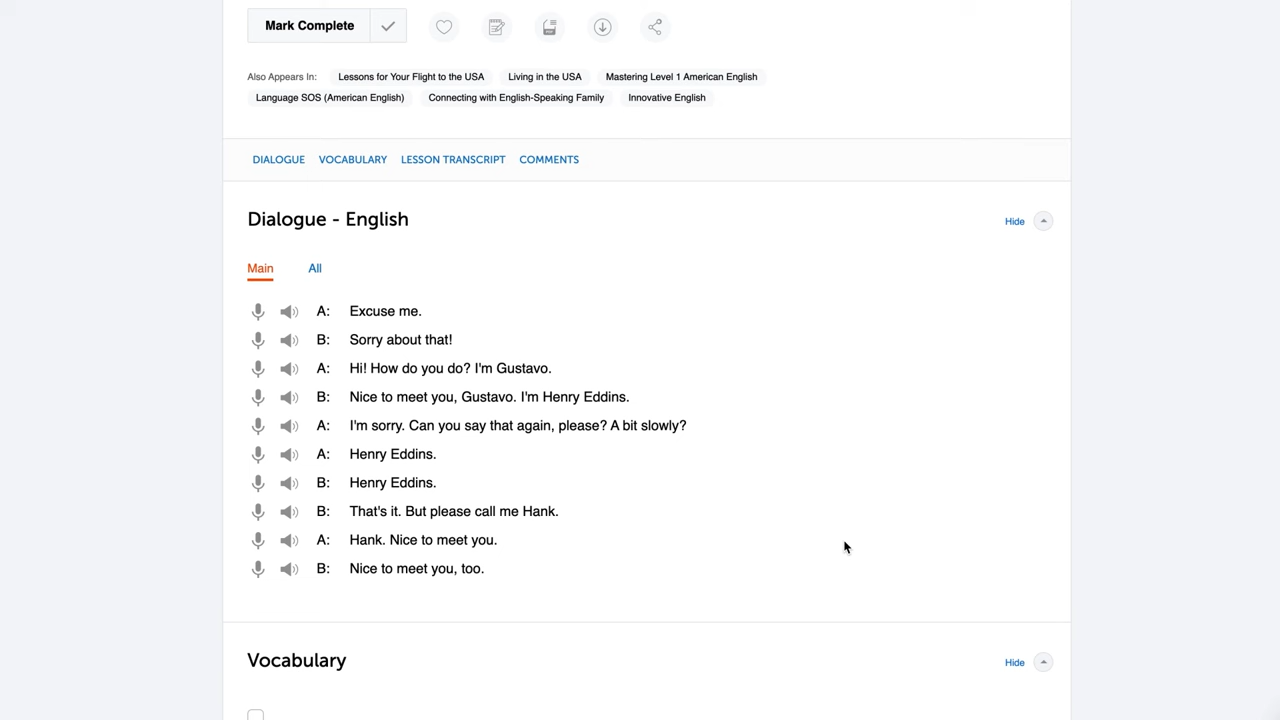 Mark Complete
Also Appears In: Lessons for Your Flight to the USA Living in the USA Mastering Level 1 American English
Language SOS (American English) Connecting with English-Speaking Family Innovative English
DIALOGUE VOCABULARY LESSON TRANSCRIPT COMMENTS
Dialogue - English Hide
Main All
A: Excuse me.
B: Sorry about that!
A: Hi! How do you do? I'm Gustavo.
B: Nice to meet you, Gustavo. I'm Henry Eddins.
A: I'm sorry. Can you say that again, please? A bit slowly?
A: Henry Eddins.
B: Henry Eddins.
B: That's it. But please call me Hank.
A: Hank. Nice to meet you.
B: Nice to meet you, too.
Vocabulary Hide